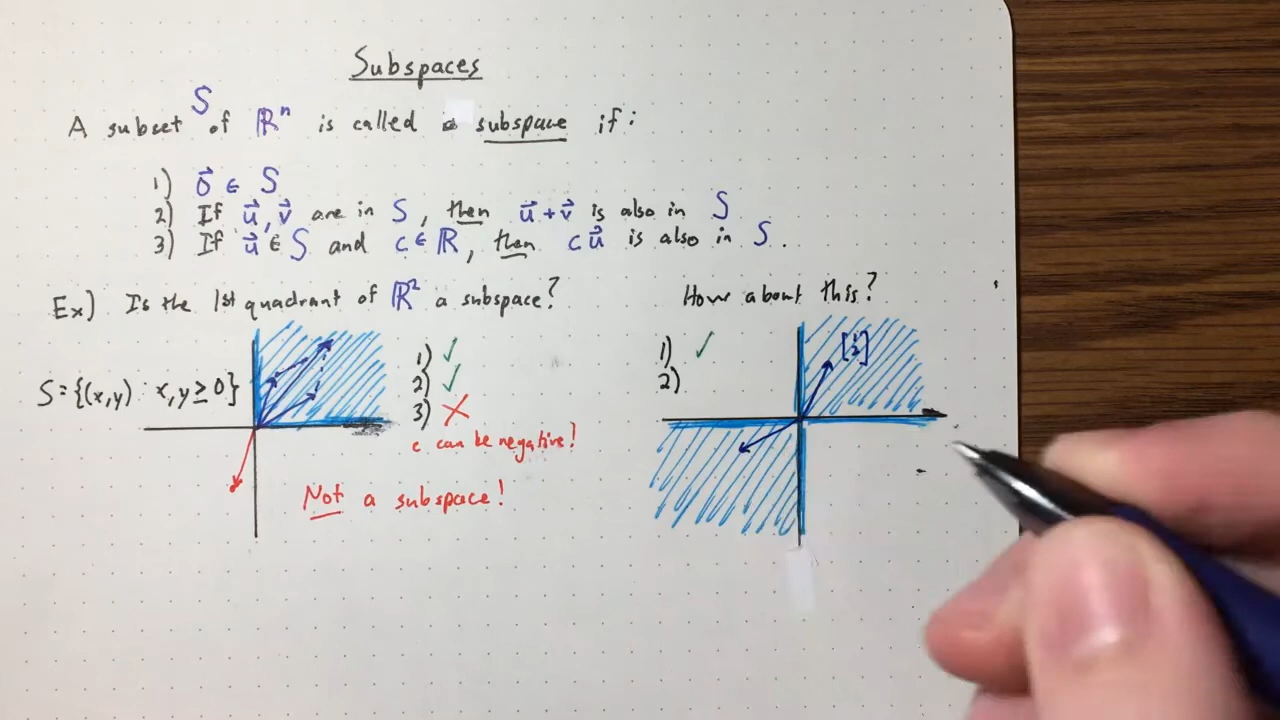 Subspaces
A subset S of ℝⁿ is called a subspace if:
1) 0⃗ ∈ S
2) If u⃗, v⃗ are in S, then u⃗ + v⃗ is also in S
3) If u⃗ ∈ S and c ∈ ℝ, then c u⃗ is also in S.
Ex) Is the 1st quadrant of ℝ² a subspace?
S = {(x,y) : x,y ≥ 0}
1) ✓
2) ✓
3) ✗
c can be negative!
Not a subspace!
How about this?
1) ✓
2)
[1
2]